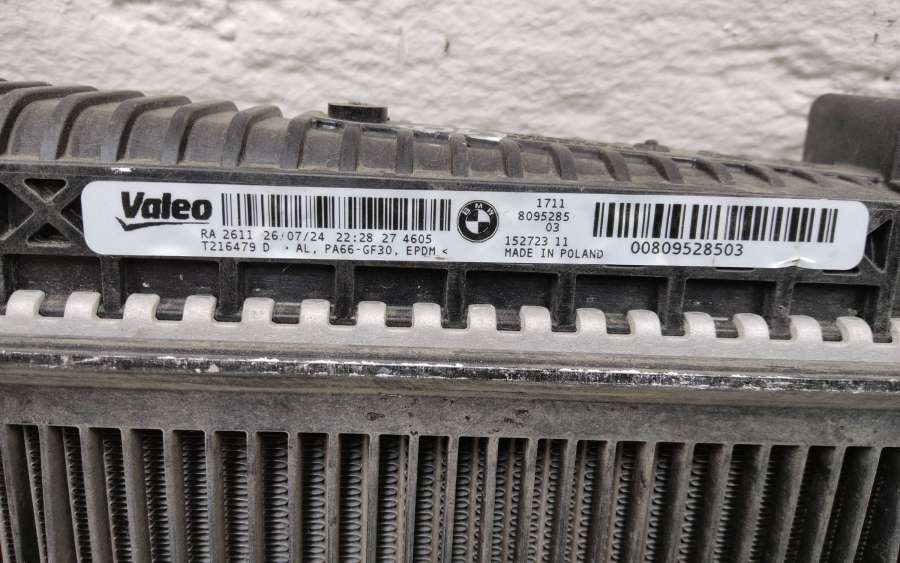 Valeo
RA 2611 26/07/24 22:28 27 4605
T216479 D . AL, PA66-GF30, EPDM <
BMW
1711
8095285
03
152723 11
MADE IN POLAND
00809528503